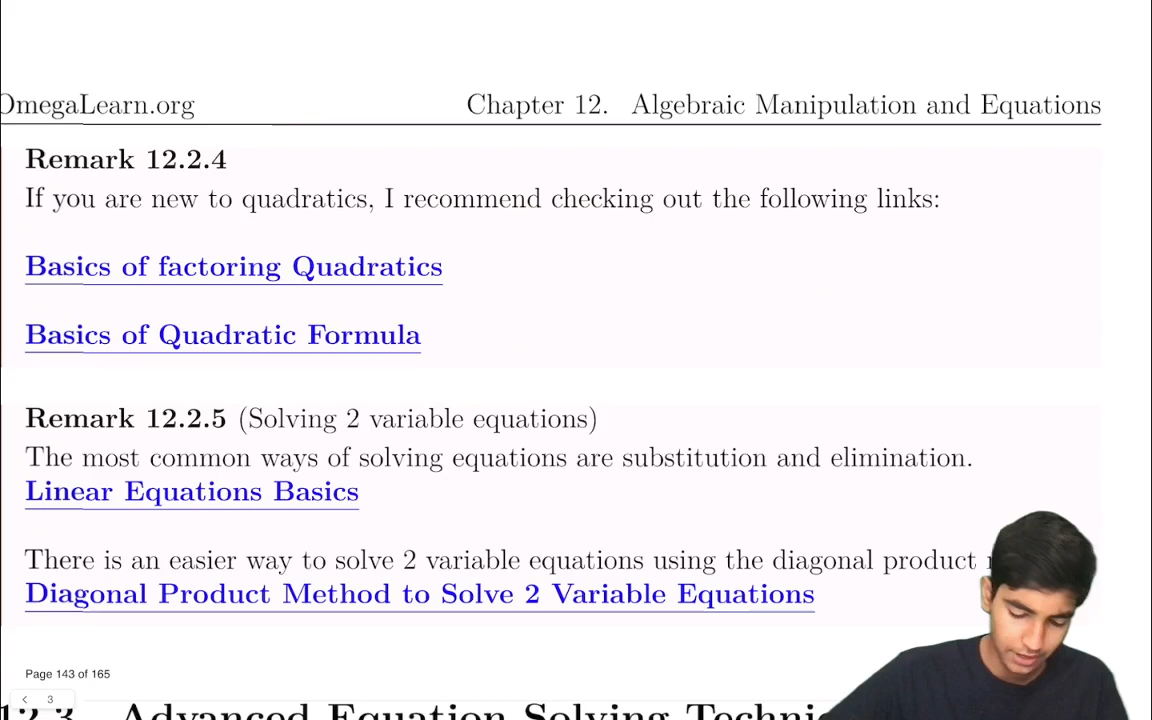 OmegaLearn.org Chapter 12. Algebraic Manipulation and Equations
Remark 12.2.4
If you are new to quadratics, I recommend checking out the following links:
Basics of factoring Quadratics
Basics of Quadratic Formula
Remark 12.2.5 (Solving 2 variable equations)
The most common ways of solving equations are substitution and elimination.
Linear Equations Basics
There is an easier way to solve 2 variable equations using the diagonal product
Diagonal Product Method to Solve 2 Variable Equations
Page 143 of 165
< 3
12.3 Advanced Equation Solving